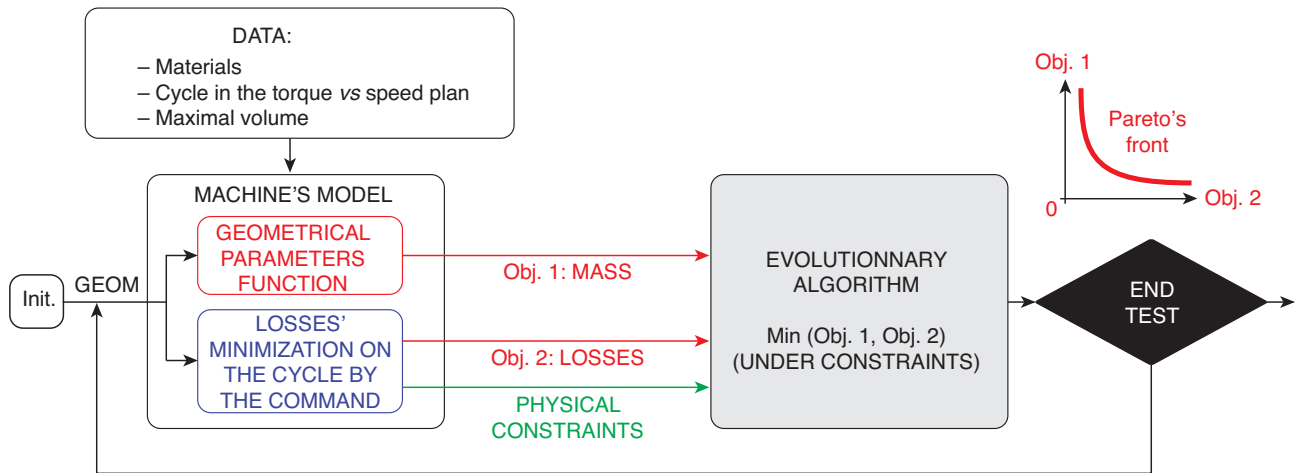 DATA:
– Materials
– Cycle in the torque vs speed plan
– Maximal volume
MACHINE'S MODEL
GEOMETRICAL
PARAMETERS
FUNCTION
LOSSES'
MINIMIZATION ON
THE CYCLE BY
THE COMMAND
Init.
GEOM
Obj. 1: MASS
Obj. 2: LOSSES
PHYSICAL
CONSTRAINTS
EVOLUTIONNARY
ALGORITHM
Min (Obj. 1, Obj. 2)
(UNDER CONSTRAINTS)
Obj. 1
Pareto's
front
0
Obj. 2
END
TEST